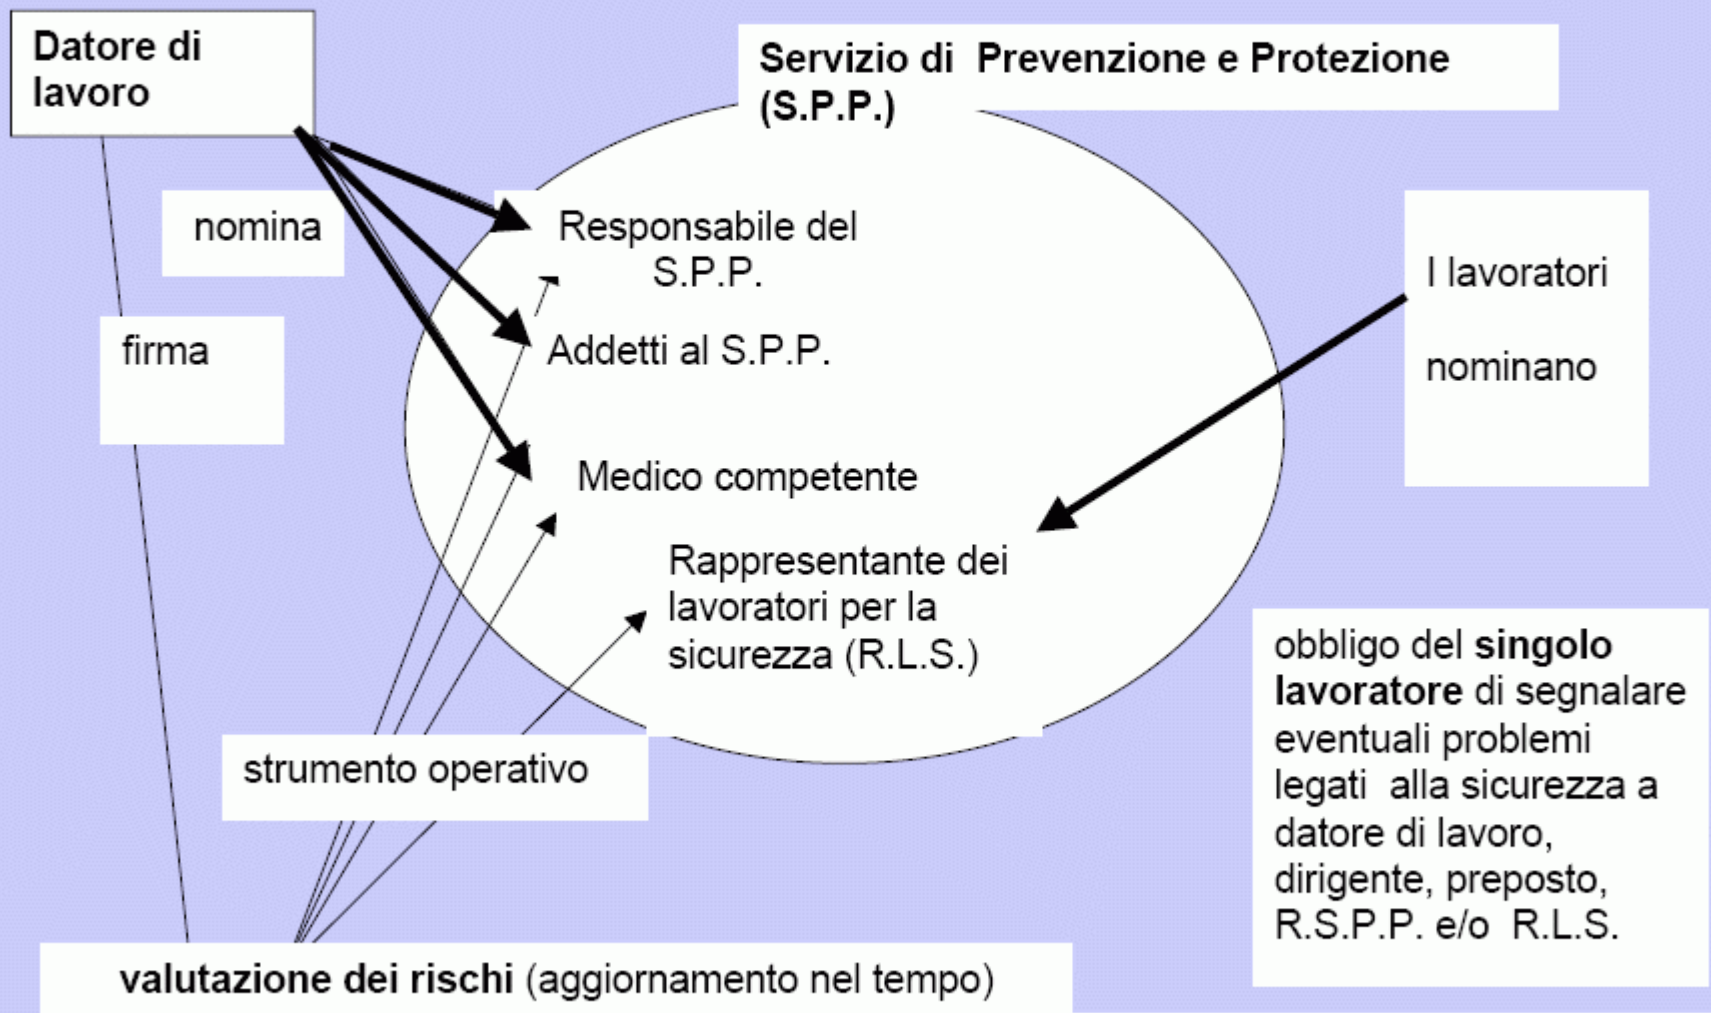 Datore di
lavoro
Servizio di Prevenzione e Protezione
(S.P.P.)
nomina
firma
Responsabile del
S.P.P.
Addetti al S.P.P.
Medico competente
Rappresentante dei
lavoratori per la
sicurezza (R.L.S.)
I lavoratori
nominano
strumento operativo
obbligo del singolo
lavoratore di segnalare
eventuali problemi
legati alla sicurezza a
datore di lavoro,
dirigente, preposto,
R.S.P.P. e/o R.L.S.
valutazione dei rischi (aggiornamento nel tempo)